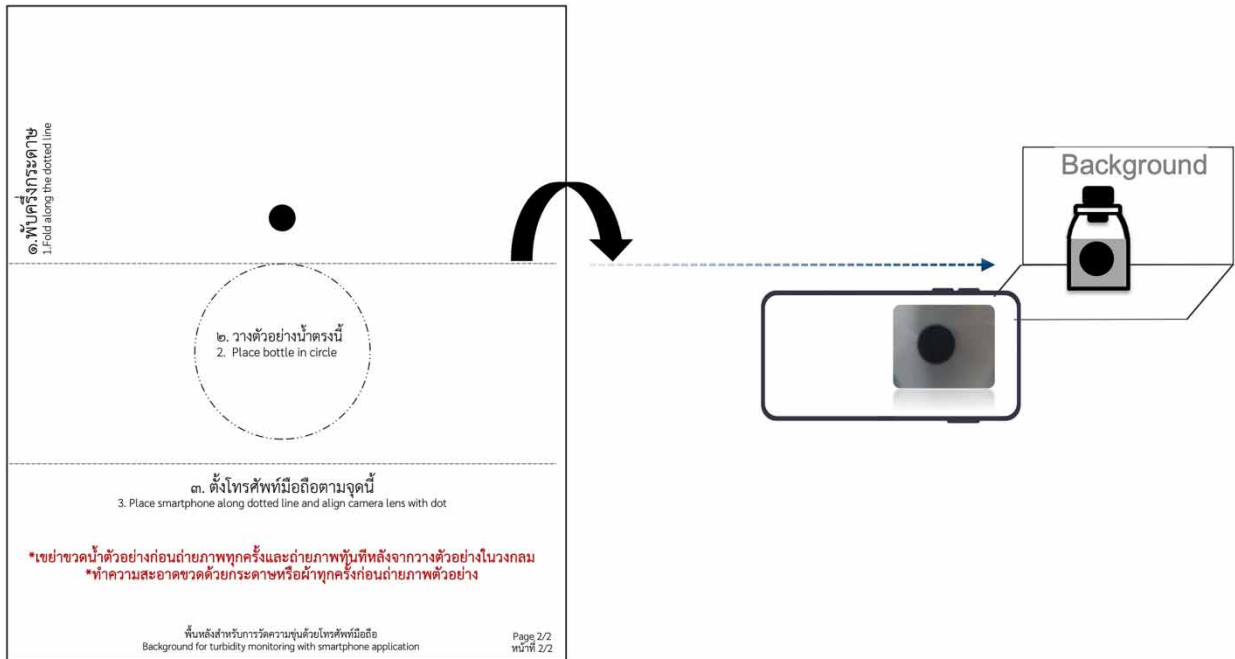 ๑.พับครึ่งกระดาษ
1.Fold along the dotted line
๒. วางตัวอย่างน้ำตรงนี้
2. Place bottle in circle
๓. ตั้งโทรศัพท์มือถือตามจุดนี้
3. Place smartphone along dotted line and align camera lens with dot
*เขย่าขวดน้ำตัวอย่างก่อนถ่ายภาพทุกครั้งและถ่ายภาพทันทีหลังจากวางตัวอย่างในวงกลม
*ทำความสะอาดขวดด้วยกระดาษหรือผ้าทุกครั้งก่อนถ่ายภาพตัวอย่าง
พื้นหลังสำหรับการวัดความขุ่นด้วยโทรศัพท์มือถือ
Background for turbidity monitoring with smartphone application
Page 2/2
หน้าที่ 2/2
Background